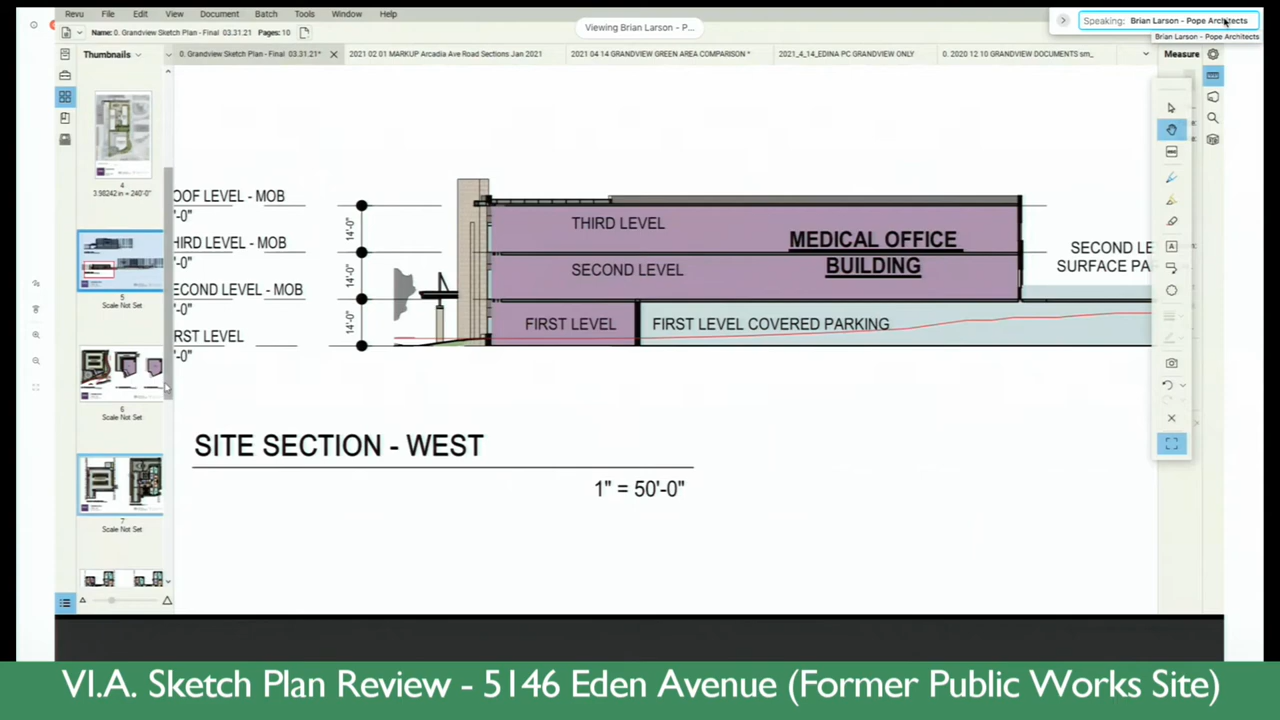 Revu File Edit View Document Batch Tools Window Help
Viewing Brian Larson - P...
Speaking: Brian Larson - Pope Architects
Brian Larson - Pope Architects
Name: 0. Grandview Sketch Plan - Final 03.31.21 Pages: 10
Thumbnails
0. Grandview Sketch Plan - Final 03.31.21*
2021 02 01 MARKUP Arcadia Ave Road Sections Jan 2021
2021 04 14 GRANDVIEW GREEN AREA COMPARISON *
2021_4_14_EDINA PC GRANDVIEW ONLY
0. 2020 12 10 GRANDVIEW DOCUMENTS sm_
Measure
4
3.98242 in = 240'-0"
5
Scale Not Set
6
Scale Not Set
7
Scale Not Set
OOF LEVEL - MOB
'-0"
HIRD LEVEL - MOB
'-0"
ECOND LEVEL - MOB
'-0"
RST LEVEL
'-0"
14'-0"
14'-0"
14'-0"
THIRD LEVEL
SECOND LEVEL
MEDICAL OFFICE
BUILDING
FIRST LEVEL
FIRST LEVEL COVERED PARKING
SECOND LE
SURFACE PA
SITE SECTION - WEST
1" = 50'-0"
VI.A. Sketch Plan Review - 5146 Eden Avenue (Former Public Works Site)